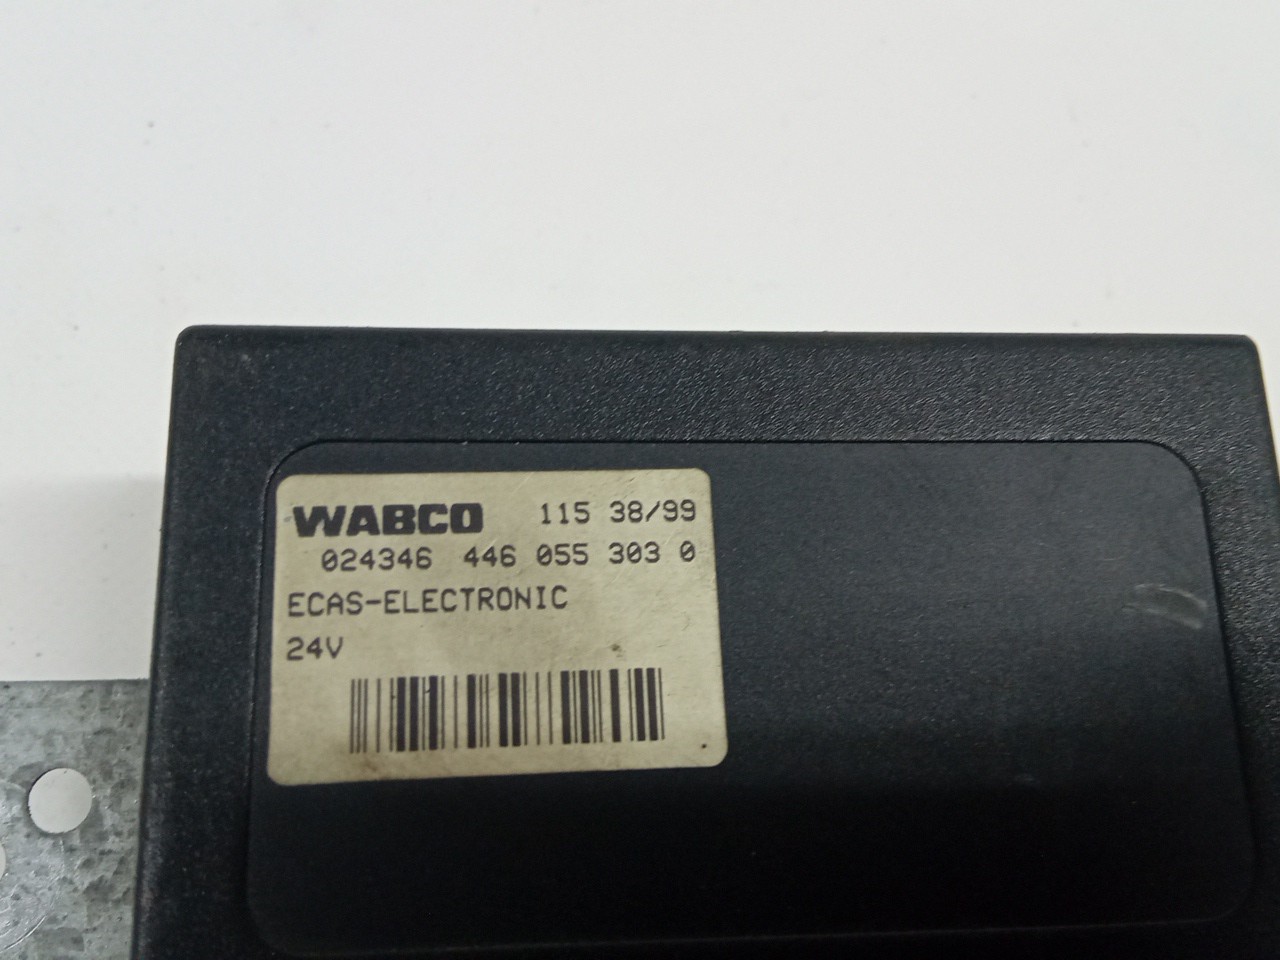 WABCO 115 38/99
024346 446 055 303 0
ECAS-ELECTRONIC
24V